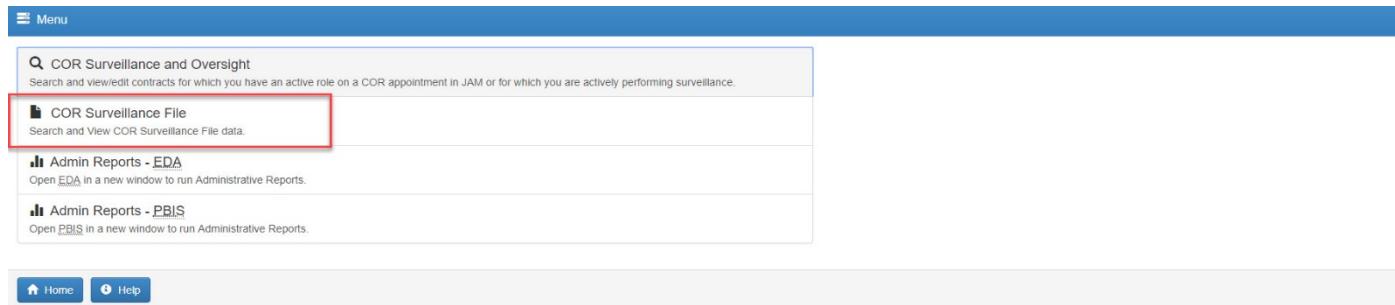 Menu
COR Surveillance and Oversight
Search and view/edit contracts for which you have an active role on a COR appointment in JAM or for which you are actively performing surveillance.
COR Surveillance File
Search and View COR Surveillance File data.
Admin Reports - EDA
Open EDA in a new window to run Administrative Reports.
Admin Reports - PBIS
Open PBIS in a new window to run Administrative Reports.
Home Help